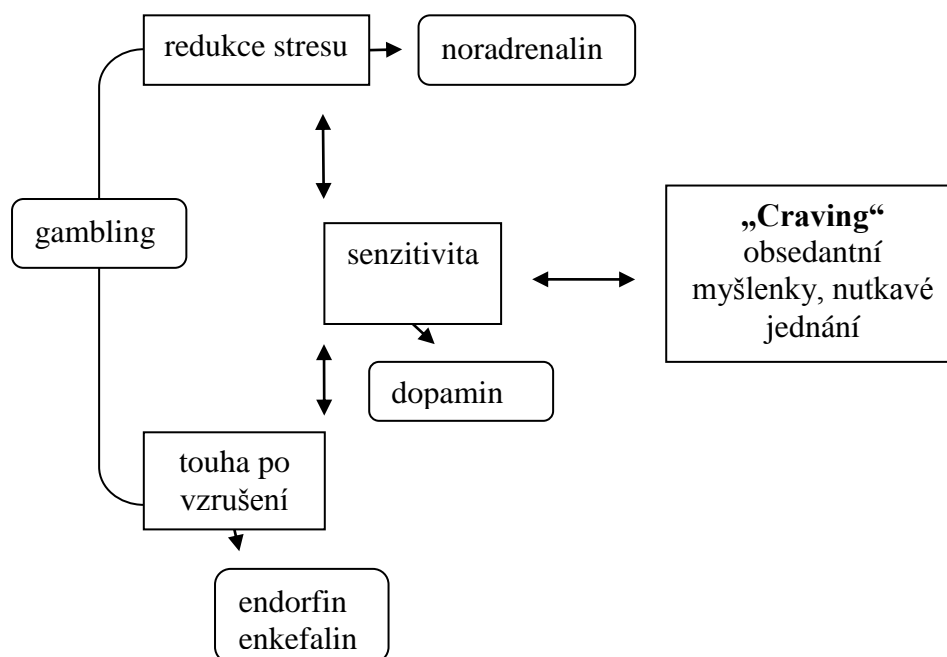 redukce stresu
noradrenalin
gambling
senzitivita
„Craving“
obsedantní
myšlenky, nutkavé
jednání
dopamin
touha po
vzrušení
endorfin
enkefalin